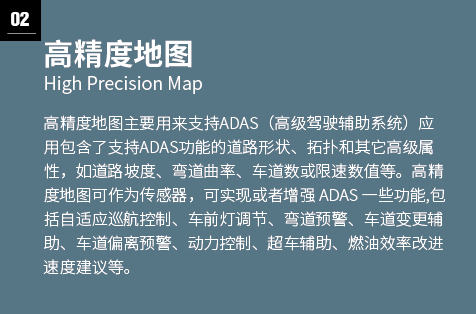 02
高精度地图
High Precision Map
高精度地图主要用来支持ADAS（高级驾驶辅助系统）应
用包含了支持ADAS功能的道路形状、拓扑和其它高级属
性，如道路坡度、弯道曲率、车道数或限速数值等。高精
度地图可作为传感器，可实现或者增强 ADAS 一些功能,包
括自适应巡航控制、车前灯调节、弯道预警、车道变更辅
助、车道偏离预警、动力控制、超车辅助、燃油效率改进
速度建议等。